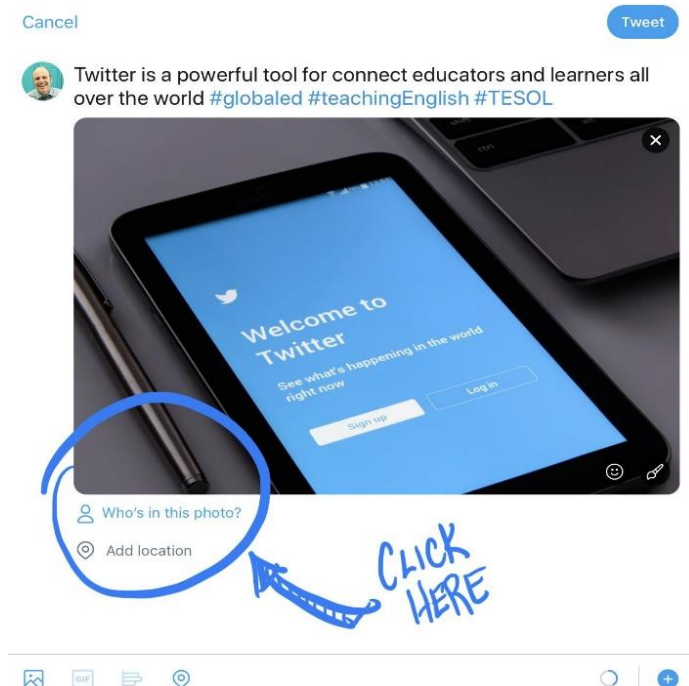 Cancel
Tweet
Twitter is a powerful tool for connect educators and learners all
over the world #globaled #teachingEnglish #TESOL
shift
ctrl
Welcome to
Twitter
See what's happening in the world
right now
Sign up
Log in
Who's in this photo?
Add location
CLICK
HERE
GIF